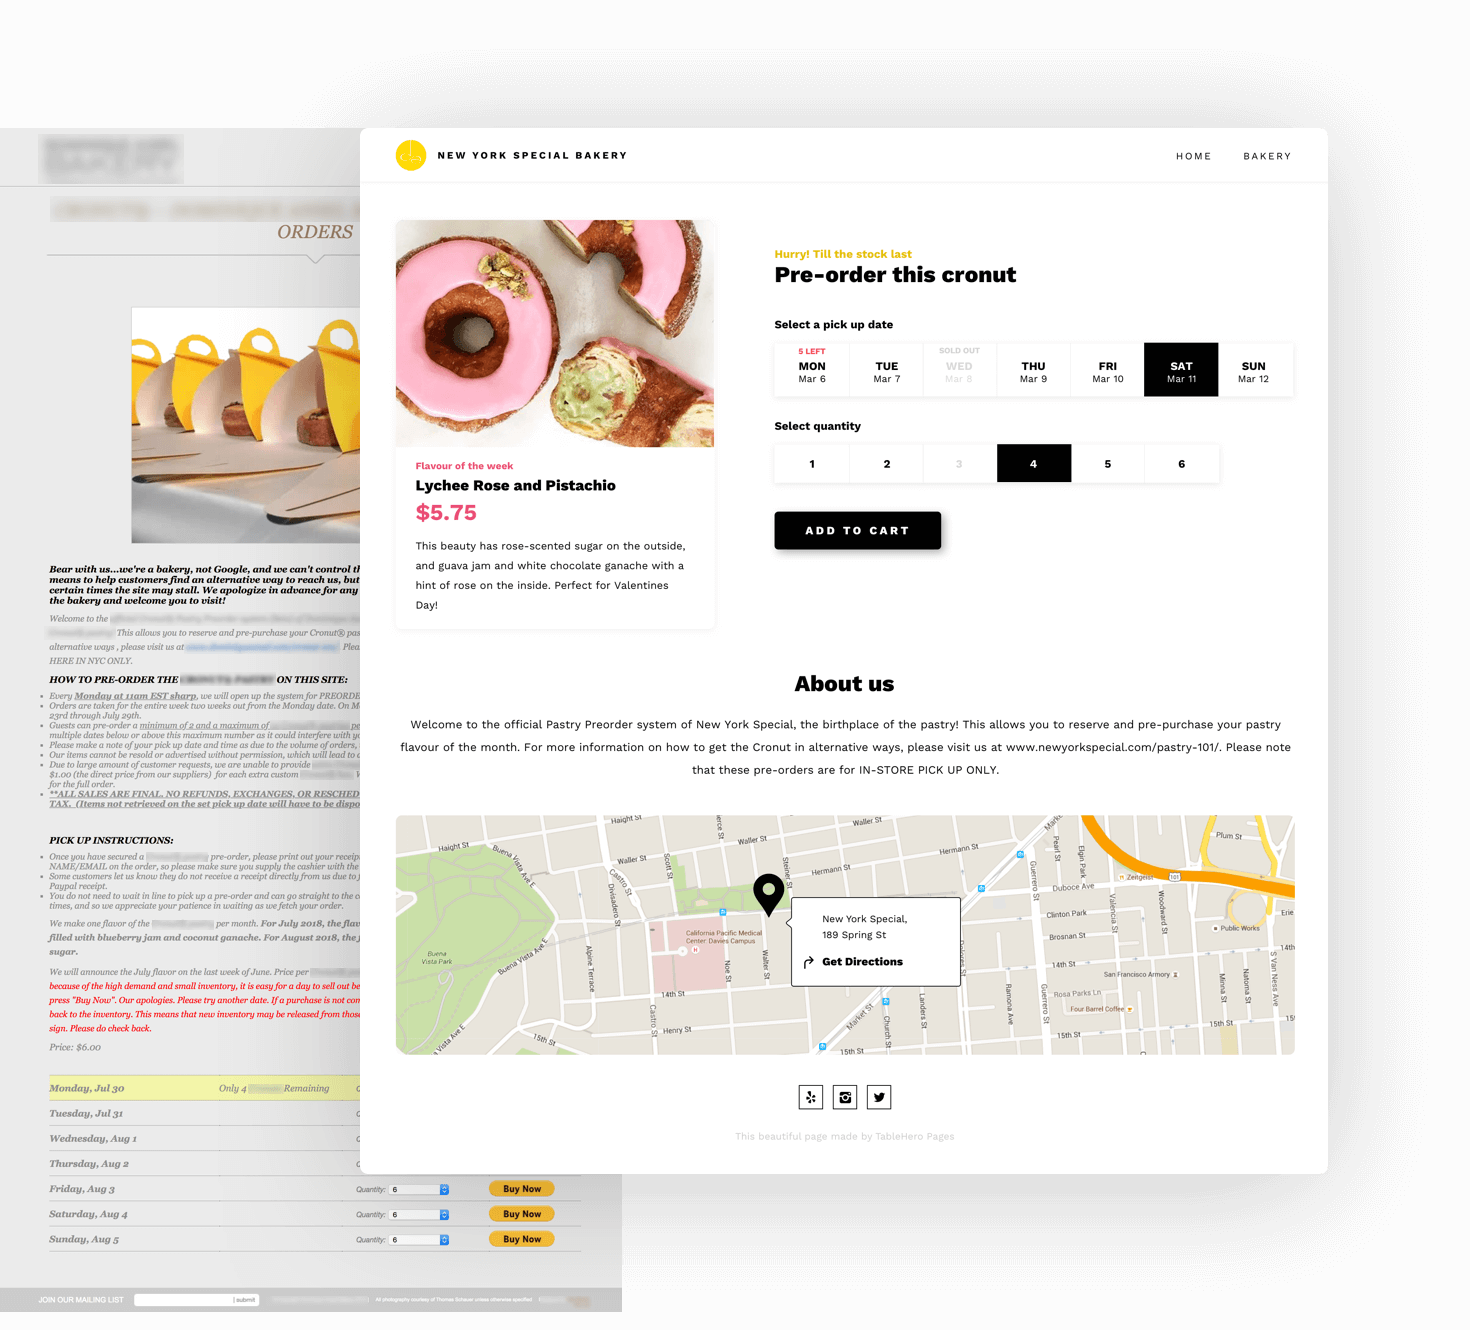 BAKERY
ORDERS
Bear with us...we're a bakery, not Google, and we can't control th
means to help customers find an alternative way to reach us, but
certain times the site may stall. We apologize in advance for any
the bakery and welcome you to visit!
Welcome to the
This allows you to reserve and pre-purchase your Cronut® pas
alternative ways , please visit us at
HERE IN NYC ONLY.
HOW TO PRE-ORDER THE ON THIS SITE:
Every Monday at 11am EST sharp, we will open up the system for PREORDE
Orders are taken for the entire week two weeks out from the Monday date. On M
23rd through July 29th.
Guests can pre-order a minimum of 2 and a maximum of
multiple dates below or above this maximum number as it could interfere with yo
Please make a note of your pick up date and time as due to the volume of orders,
Our items cannot be resold or advertised without permission, which will lead to
Due to large amount of customer requests, we are unable to provide
$1.00 (the direct price from our suppliers) for each extra custom
for the full order.
**ALL SALES ARE FINAL. NO REFUNDS, EXCHANGES, OR RESCHED
TAX. (Items not retrieved on the set pick up date will have to be dispo
PICK UP INSTRUCTIONS:
Once you have secured a pre-order, please print out your receip
NAME/EMAIL on the order, so please make sure you supply the cashier with the
Some customers let us know they do not receive a receipt directly from us due to
Paypal receipt.
You do not need to wait in line to pick up a pre-order and can go straight to the c
times, and so we appreciate your patience in waiting as we fetch your order.
We make one flavor of the per month. For July 2018, the flav
filled with blueberry jam and coconut ganache. For August 2018, the
sugar.
We will announce the July flavor on the last week of June. Price per
because of the high demand and small inventory, it is easy for a day to sell out be
press "Buy Now". Our apologies. Please try another date. If a purchase is not com
back to the inventory. This means that new inventory may be released from those
sign. Please do check back.
Price: $6.00
Monday, Jul 30 Only 4 Remaining
Tuesday, Jul 31
Wednesday, Aug 1
Thursday, Aug 2
Friday, Aug 3 Quantity: 6 Buy Now
Saturday, Aug 4 Quantity: 6 Buy Now
Sunday, Aug 5 Quantity: 6 Buy Now
JOIN OUR MAILING LIST | submit All photography courtesy of Thomas Schauer unless otherwise specified
NEW YORK SPECIAL BAKERY
HOME BAKERY
Flavour of the week
Lychee Rose and Pistachio
$5.75
This beauty has rose-scented sugar on the outside,
and guava jam and white chocolate ganache with a
hint of rose on the inside. Perfect for Valentines
Day!
Hurry! Till the stock last
Pre-order this cronut
Select a pick up date
5 LEFT SOLD OUT
MON TUE WED THU FRI SAT SUN
Mar 6 Mar 7 Mar 8 Mar 9 Mar 10 Mar 11 Mar 12
Select quantity
1 2 3 4 5 6
ADD TO CART
About us
Welcome to the official Pastry Preorder system of New York Special, the birthplace of the pastry! This allows you to reserve and pre-purchase your pastry
flavour of the month. For more information on how to get the Cronut in alternative ways, please visit us at www.newyorkspecial.com/pastry-101/. Please note
that these pre-orders are for IN-STORE PICK UP ONLY.
Haight St
Haight St
Buena Vista Ave E
Waller St
Waller St
Waller St
Scott St
Castro St
Divisadero St
Steiner St
Hermann St
Hermann St
Pearl St
Elgin Park
Guerrero St
Duboce Ave
Zeitgeist
101
Plum St
Valencia St
Woodward St
Erie
Clinton Park
Public Works
Brosnan St
14th St
14th St
San Francisco Armory
Buena
Vista Park
Buena Vista Ave E
Alpine Terrace
California Pacific Medical
Center: Davies Campus
Noe St
Walter St
New York Special,
189 Spring St
Get Directions
Dolores St
Ramona Ave
Guerrero St
Rosa Parks Ln
Four Barrel Coffee
Minna St
Natoma St
S Van Ness Ave
14th St
Castro St
Henry St
15th St
Market St
Church St
Landers St
15th St
15th St
15th St
This beautiful page made by TableHero Pages